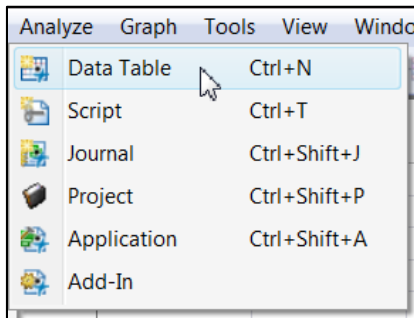 Analyze Graph Tools View Windo
Data Table Ctrl+N
Script Ctrl+T
Journal Ctrl+Shift+J
Project Ctrl+Shift+P
Application Ctrl+Shift+A
Add-In